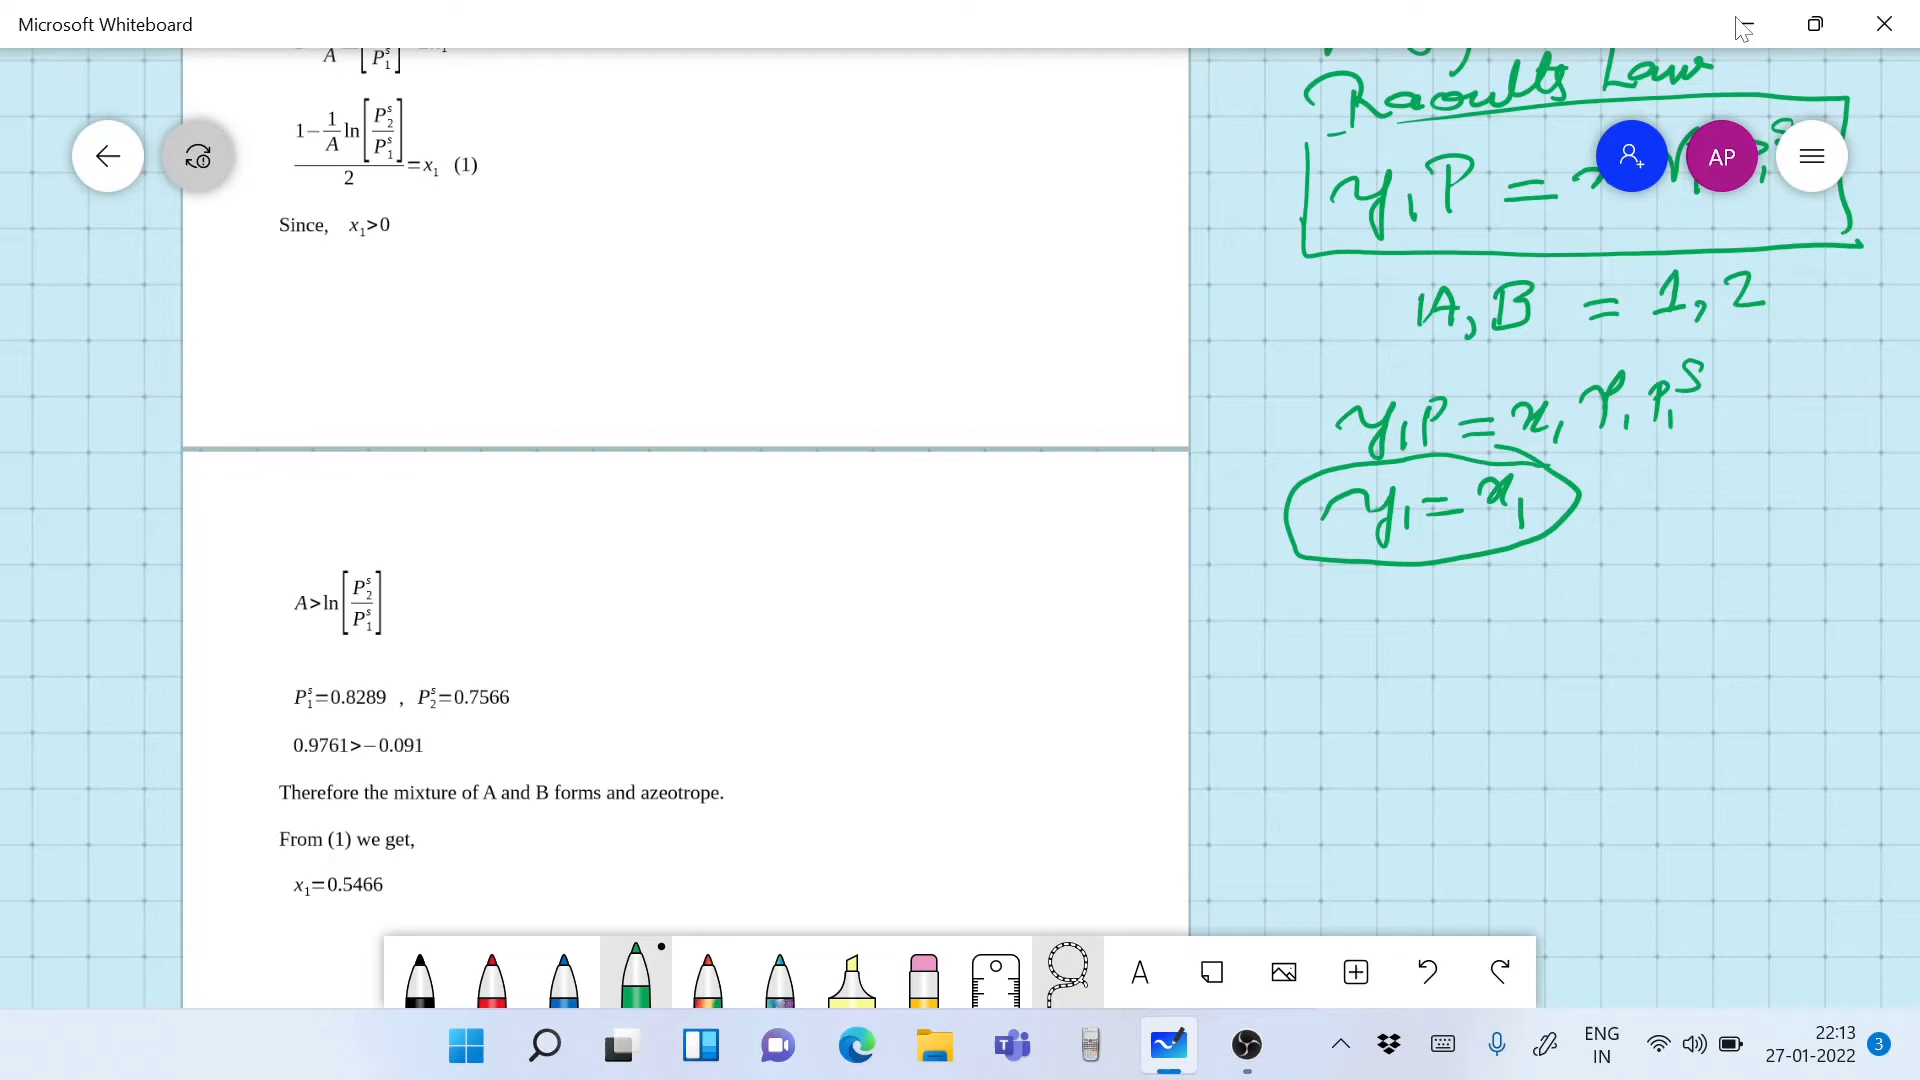 Microsoft Whiteboard
A [P₁ˢ]
(1 − (1/A) ln [P₂ˢ / P₁ˢ]) / 2 = x₁ (1)
Since, x₁>0
A>ln [P₂ˢ / P₁ˢ]
P₁ˢ=0.8289 , P₂ˢ=0.7566
0.9761>−0.091
Therefore the mixture of A and B forms and azeotrope.
From (1) we get,
x₁=0.5466
Raoults Law
y₁P =
AP
A, B = 1, 2
y₁P = x₁ γ₁ P₁ˢ
y₁ = x₁
A
ENG
IN
22:13
27-01-2022
3